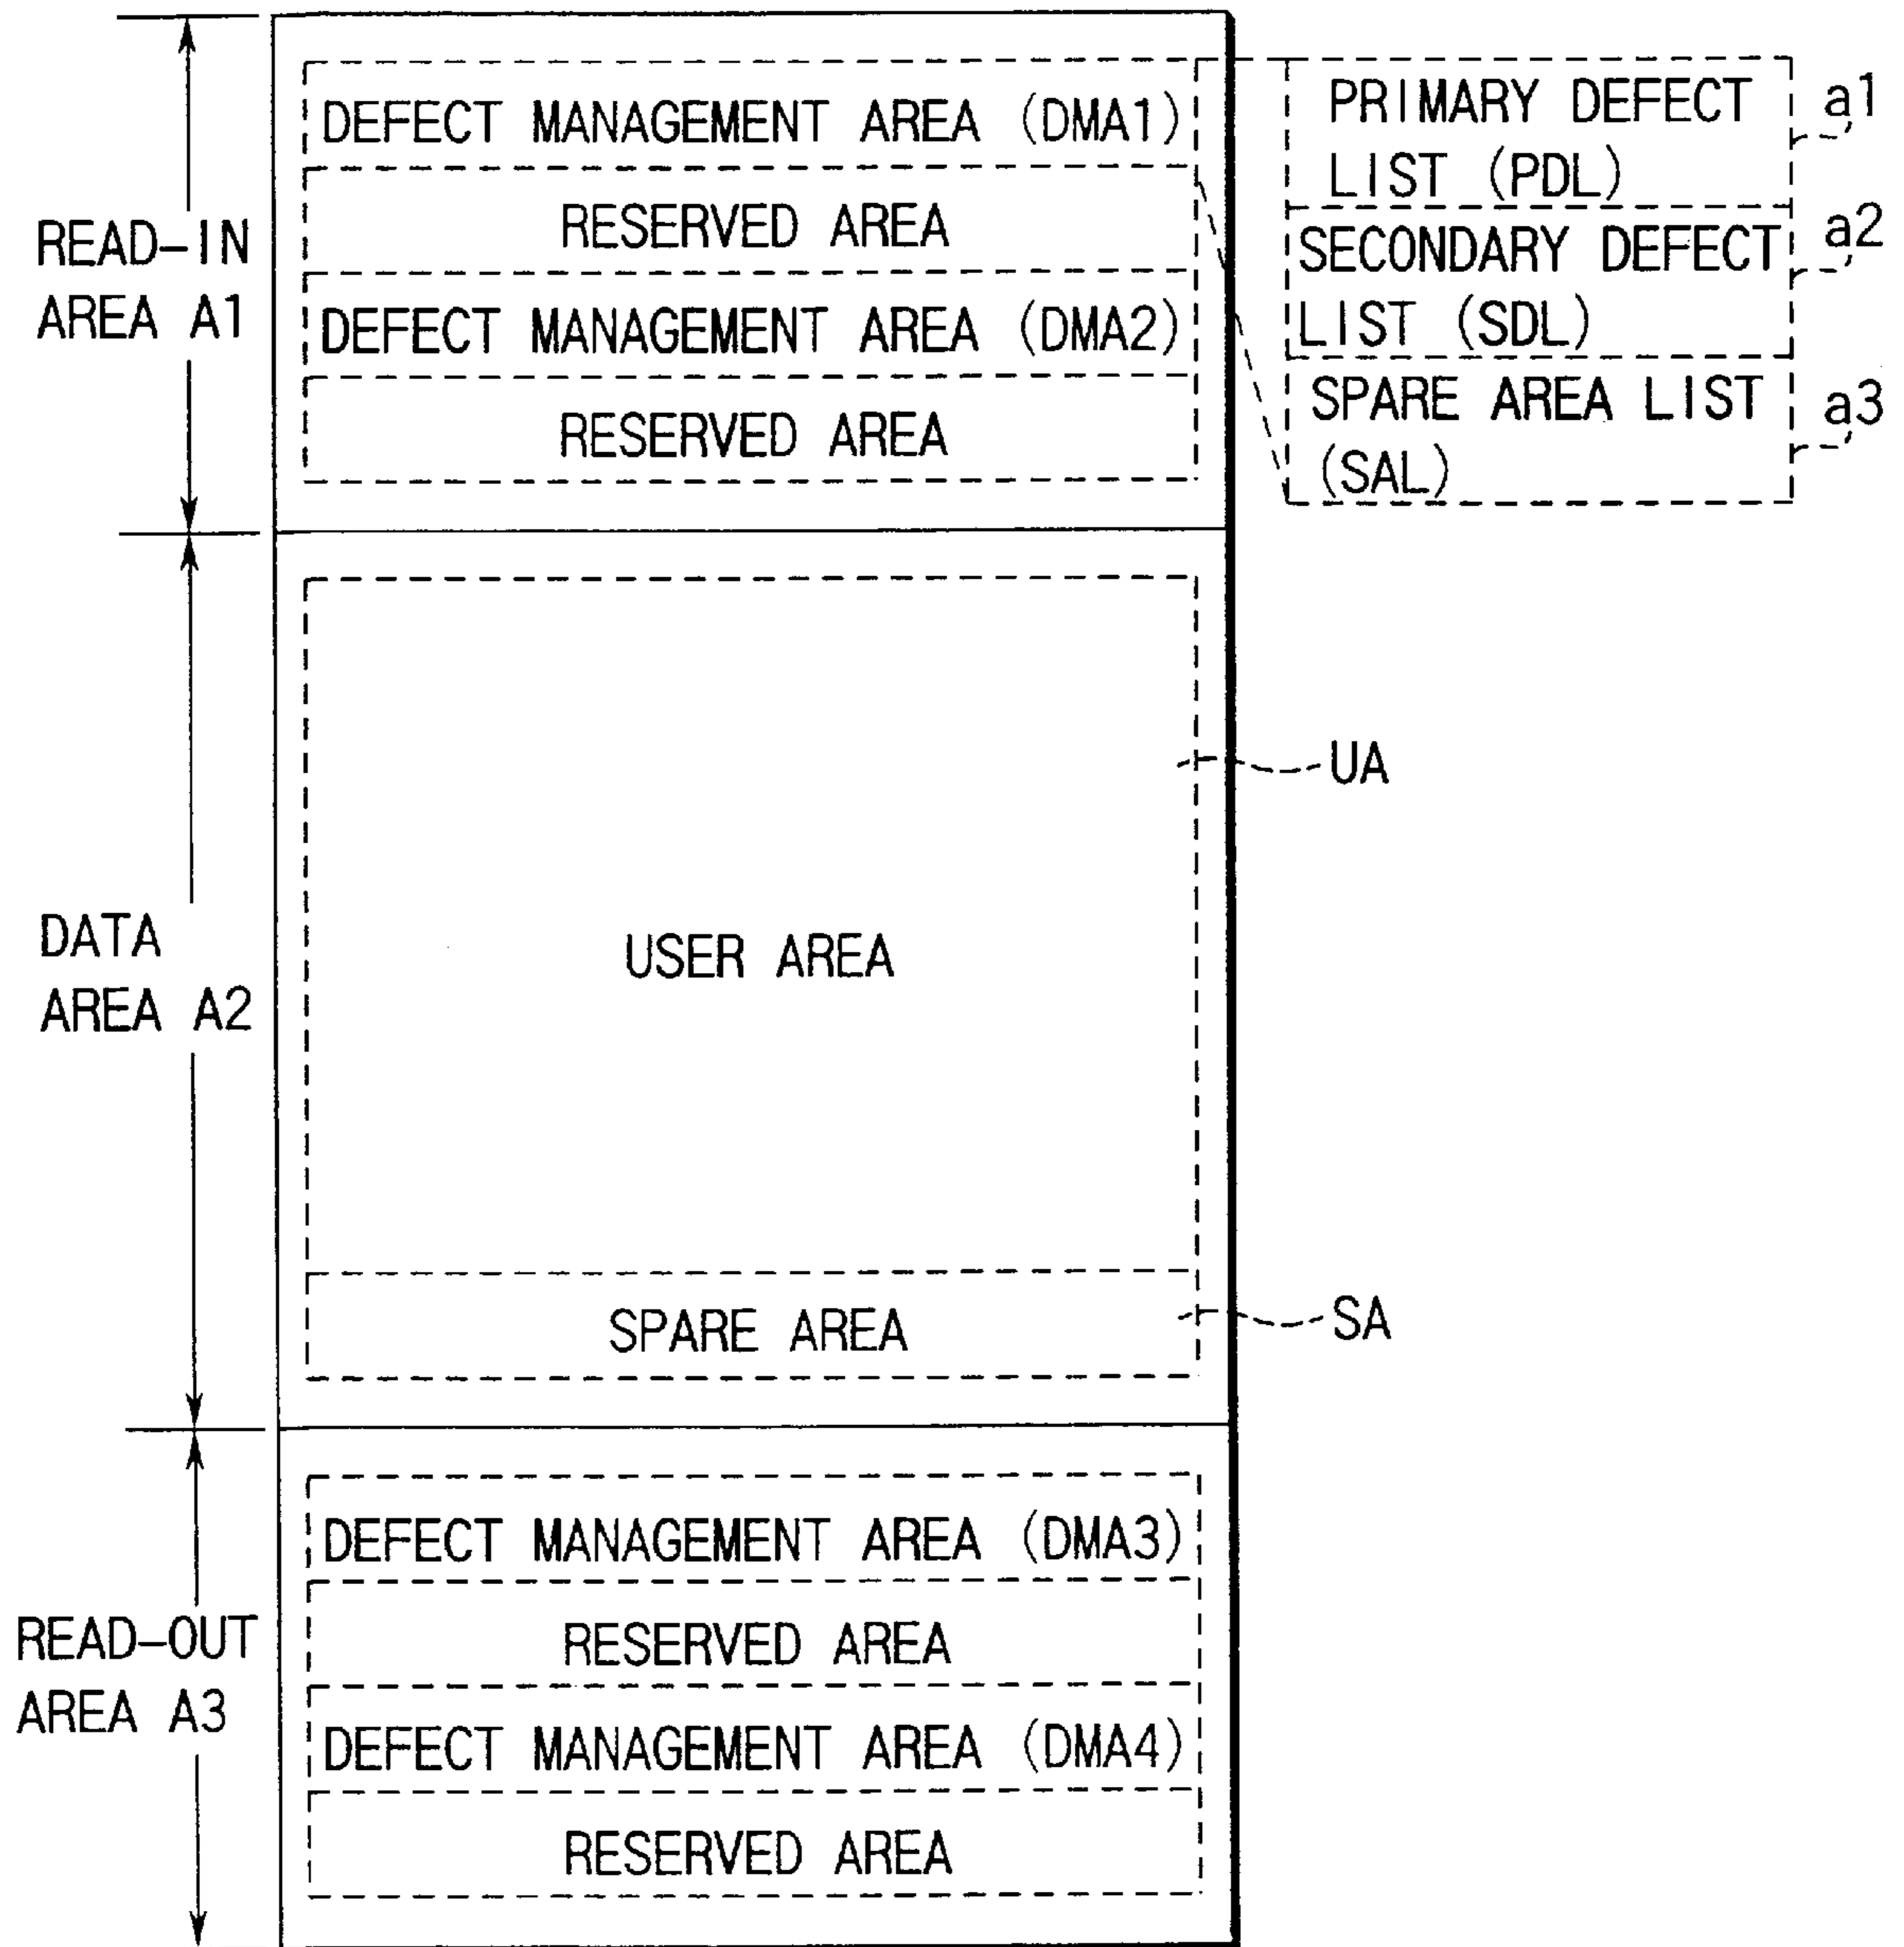 DEFECT MANAGEMENT AREA (DMA1)
RESERVED AREA
DEFECT MANAGEMENT AREA (DMA2)
RESERVED AREA
READ-IN
AREA A1
PRIMARY DEFECT
LIST (PDL)
a1
SECONDARY DEFECT
LIST (SDL)
a2
SPARE AREA LIST
(SAL)
a3
DATA
AREA A2
USER AREA
UA
SPARE AREA
SA
READ-OUT
AREA A3
DEFECT MANAGEMENT AREA (DMA3)
RESERVED AREA
DEFECT MANAGEMENT AREA (DMA4)
RESERVED AREA